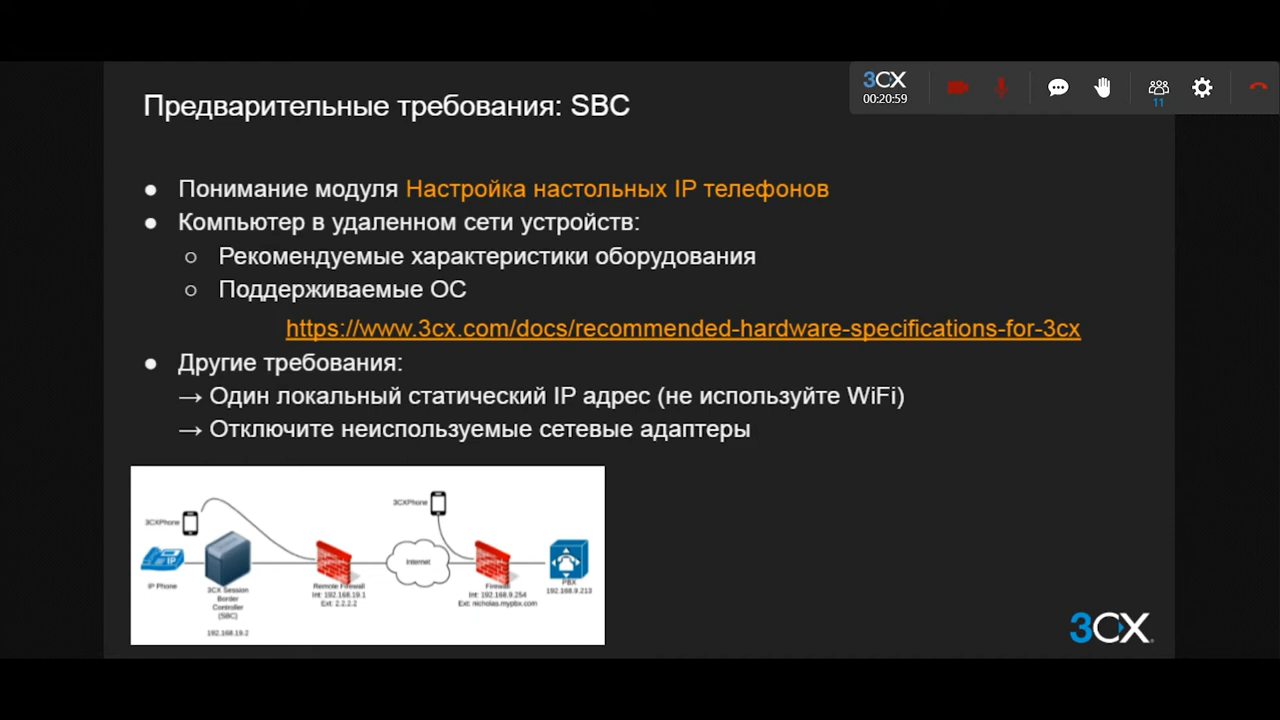 3CX
00:20:59
11
Предварительные требования: SBC
● Понимание модуля Настройка настольных IP телефонов
● Компьютер в удаленном сети устройств:
○ Рекомендуемые характеристики оборудования
○ Поддерживаемые ОС
https://www.3cx.com/docs/recommended-hardware-specifications-for-3cx
● Другие требования:
→ Один локальный статический IP адрес (не используйте WiFi)
→ Отключите неиспользуемые сетевые адаптеры
3CXPhone
3CXPhone
IP
Internet
IP Phone
3CX Session
Border
Controller
(SBC)
192.168.19.2
Remote Firewall
Int: 192.168.19.1
Ext: 2.2.2.2
Firewall
Int: 192.168.9.254
Ext: nicholas.mypbx.com
PBX
192.168.9.213
3CX